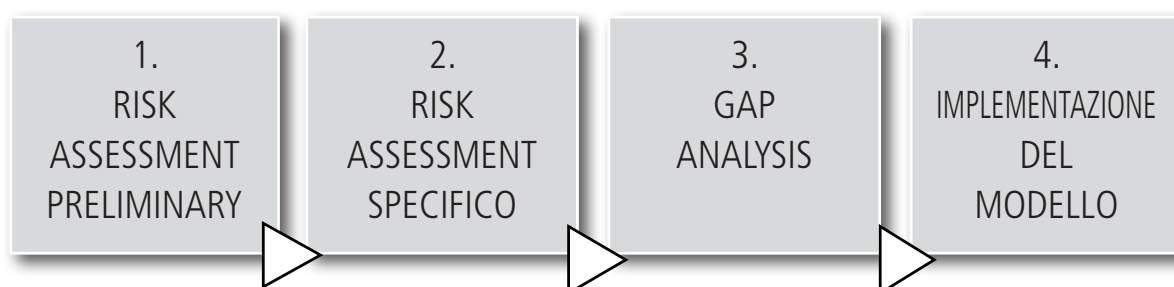 1.
RISK
ASSESSMENT
PRELIMINARY
2.
RISK
ASSESSMENT
SPECIFICO
3.
GAP
ANALYSIS
4.
IMPLEMENTAZIONE
DEL
MODELLO